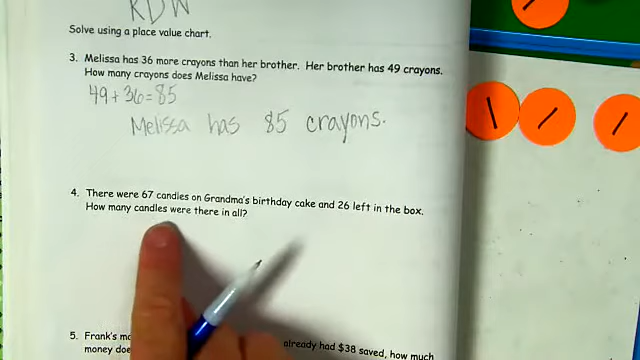 RDW
Solve using a place value chart.
3. Melissa has 36 more crayons than her brother. Her brother has 49 crayons.
How many crayons does Melissa have?
49 + 36 = 85
Melissa has 85 crayons.
4. There were 67 candles on Grandma's birthday cake and 26 left in the box.
How many candles were there in all?
5. Frank's already had $38 saved, how much
money